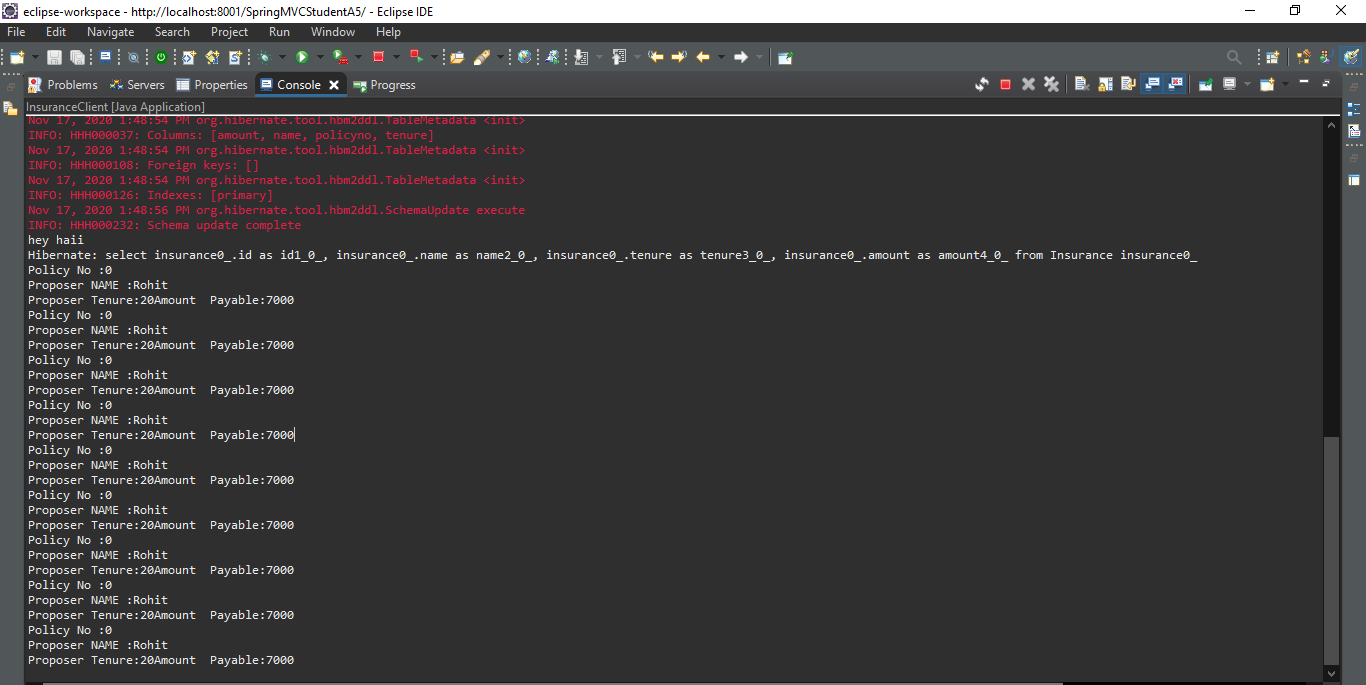 eclipse-workspace - http://localhost:8001/SpringMVCStudentA5/ - Eclipse IDE
File Edit Navigate Search Project Run Window Help
Problems Servers Properties Console Progress
InsuranceClient [Java Application]
Nov 17, 2020 1:48:54 PM org.hibernate.tool.hbm2ddl.TableMetadata <init>
INFO: HHH000037: Columns: [amount, name, policyno, tenure]
Nov 17, 2020 1:48:54 PM org.hibernate.tool.hbm2ddl.TableMetadata <init>
INFO: HHH000108: Foreign keys: []
Nov 17, 2020 1:48:54 PM org.hibernate.tool.hbm2ddl.TableMetadata <init>
INFO: HHH000126: Indexes: [primary]
Nov 17, 2020 1:48:56 PM org.hibernate.tool.hbm2ddl.SchemaUpdate execute
INFO: HHH000232: Schema update complete
hey haii
Hibernate: select insurance0_.id as id1_0_, insurance0_.name as name2_0_, insurance0_.tenure as tenure3_0_, insurance0_.amount as amount4_0_ from Insurance insurance0_
Policy No :0
Proposer NAME :Rohit
Proposer Tenure:20Amount  Payable:7000
Policy No :0
Proposer NAME :Rohit
Proposer Tenure:20Amount  Payable:7000
Policy No :0
Proposer NAME :Rohit
Proposer Tenure:20Amount  Payable:7000
Policy No :0
Proposer NAME :Rohit
Proposer Tenure:20Amount  Payable:7000
Policy No :0
Proposer NAME :Rohit
Proposer Tenure:20Amount  Payable:7000
Policy No :0
Proposer NAME :Rohit
Proposer Tenure:20Amount  Payable:7000
Policy No :0
Proposer NAME :Rohit
Proposer Tenure:20Amount  Payable:7000
Policy No :0
Proposer NAME :Rohit
Proposer Tenure:20Amount  Payable:7000
Policy No :0
Proposer NAME :Rohit
Proposer Tenure:20Amount  Payable:7000